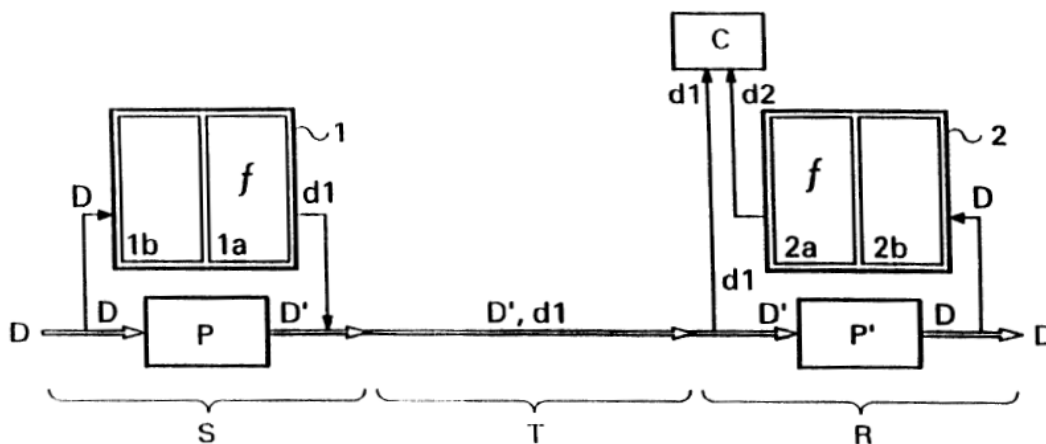 C
d1 d2
1 2
f f
D d1 D
1b 1a 2a 2b
d1
D D D' D', d1 D' D D
P P'
S T R